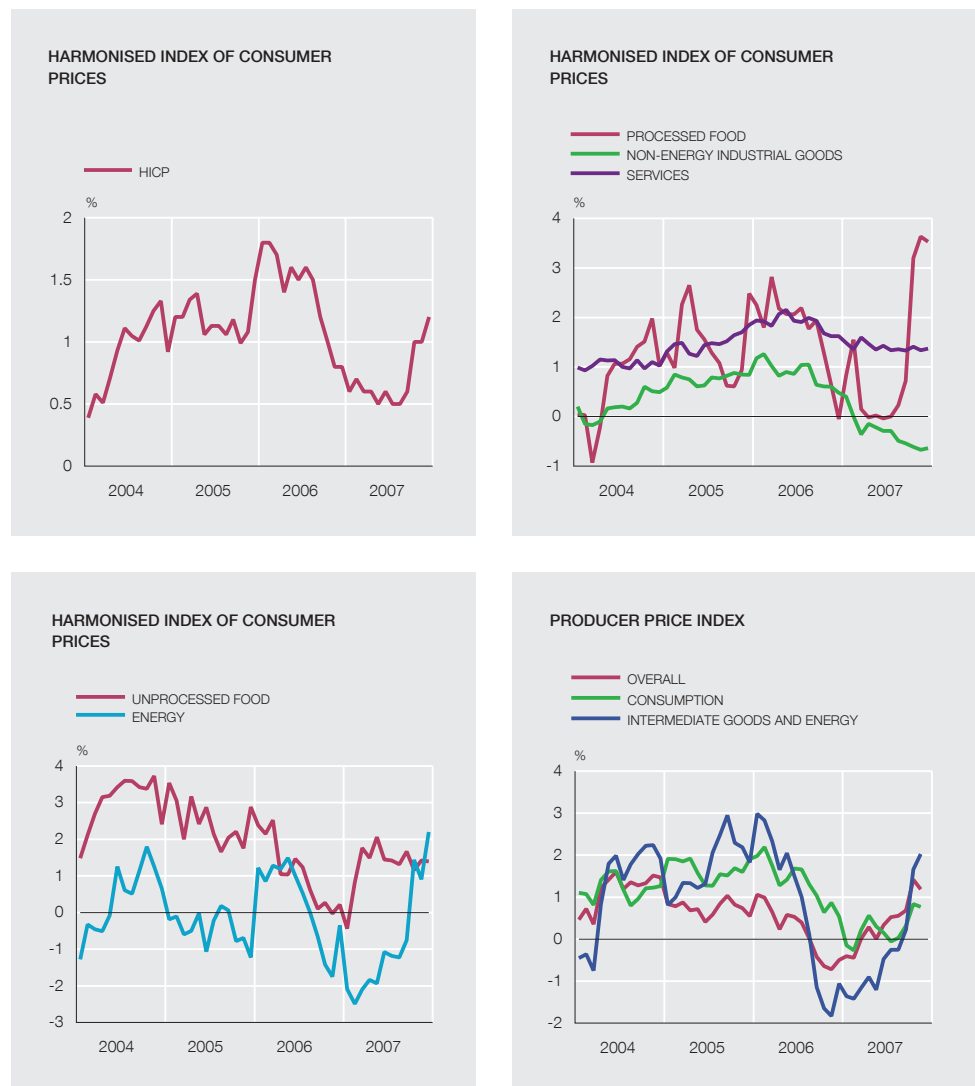 HARMONISED INDEX OF CONSUMER
PRICES
HICP
%
2
1.5
1
0.5
0
2004 2005 2006 2007
HARMONISED INDEX OF CONSUMER
PRICES
PROCESSED FOOD
NON-ENERGY INDUSTRIAL GOODS
SERVICES
%
4
3
2
1
0
-1
2004 2005 2006 2007
HARMONISED INDEX OF CONSUMER
PRICES
UNPROCESSED FOOD
ENERGY
%
4
3
2
1
0
-1
-2
-3
2004 2005 2006 2007
PRODUCER PRICE INDEX
OVERALL
CONSUMPTION
INTERMEDIATE GOODS AND ENERGY
%
4
3
2
1
0
-1
-2
2004 2005 2006 2007